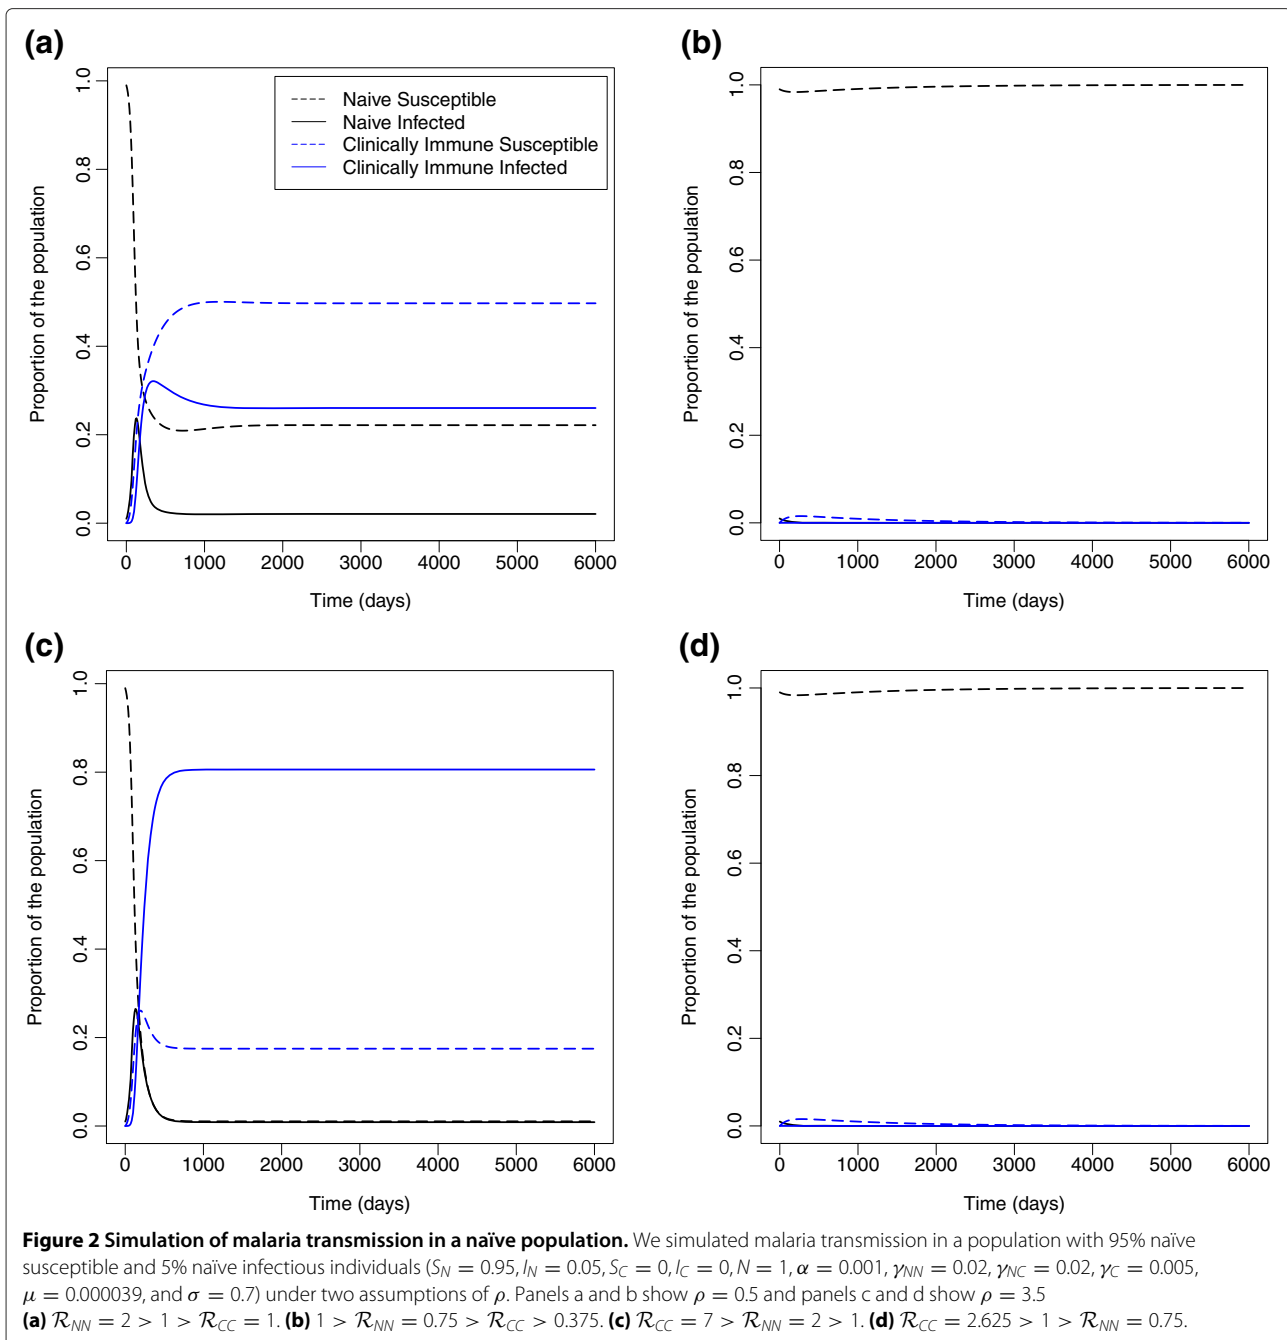 (a)
(b)
1.0
0.8
0.6
0.4
0.2
0.0
Proportion of the population
Naive Susceptible
Naive Infected
Clinically Immune Susceptible
Clinically Immune Infected
0 1000 2000 3000 4000 5000 6000
Time (days)
1.0
0.8
0.6
0.4
0.2
0.0
Proportion of the population
0 1000 2000 3000 4000 5000 6000
Time (days)
(c)
(d)
1.0
0.8
0.6
0.4
0.2
0.0
Proportion of the population
0 1000 2000 3000 4000 5000 6000
Time (days)
1.0
0.8
0.6
0.4
0.2
0.0
Proportion of the population
0 1000 2000 3000 4000 5000 6000
Time (days)
Figure 2 Simulation of malaria transmission in a naïve population. We simulated malaria transmission in a population with 95% naïve
susceptible and 5% naïve infectious individuals (S_N = 0.95, I_N = 0.05, S_C = 0, I_C = 0, N = 1, α = 0.001, γ_NN = 0.02, γ_NC = 0.02, γ_C = 0.005,
μ = 0.000039, and σ = 0.7) under two assumptions of ρ. Panels a and b show ρ = 0.5 and panels c and d show ρ = 3.5
(a) R_NN = 2 > 1 > R_CC = 1. (b) 1 > R_NN = 0.75 > R_CC > 0.375. (c) R_CC = 7 > R_NN = 2 > 1. (d) R_CC = 2.625 > 1 > R_NN = 0.75.